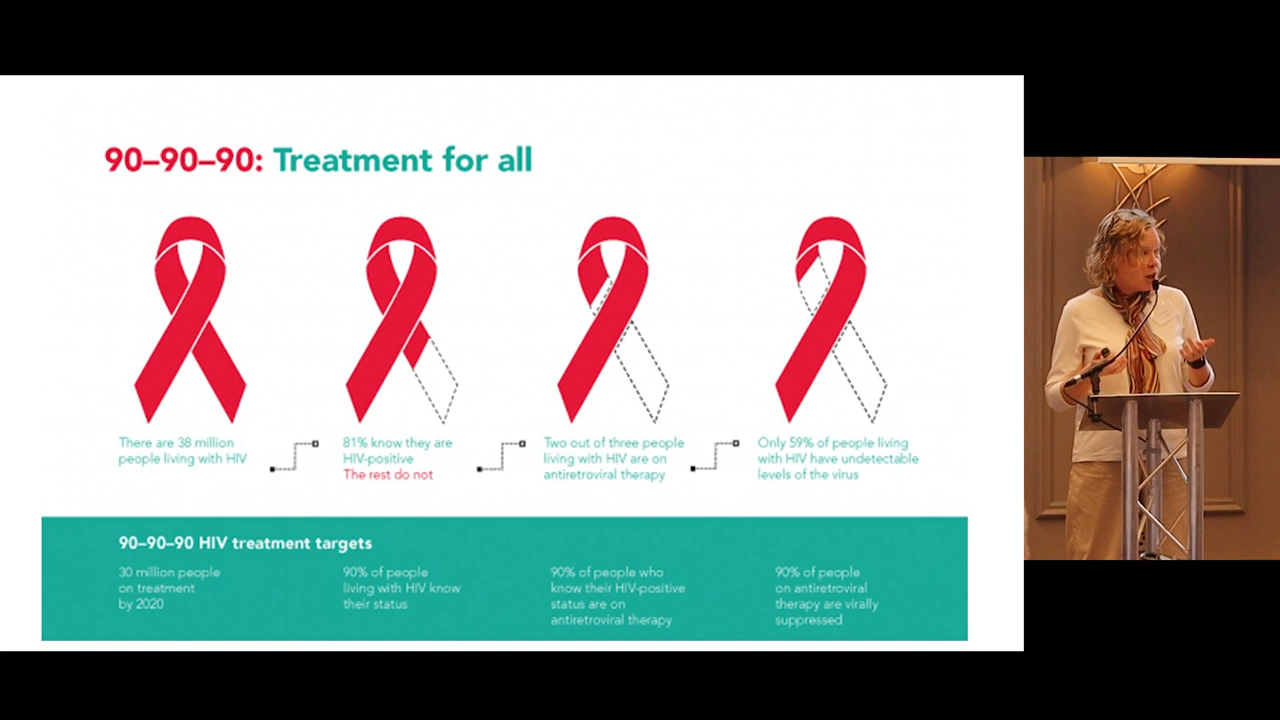 90–90–90: Treatment for all
There are 38 million
people living with HIV
81% know they are
HIV-positive
The rest do not
Two out of three people
living with HIV are on
antiretroviral therapy
Only 59% of people living
with HIV have undetectable
levels of the virus
90–90–90 HIV treatment targets
30 million people
on treatment
by 2020
90% of people
living with HIV know
their status
90% of people who
know their HIV-positive
status are on
antiretroviral therapy
90% of people
on antiretroviral
therapy are virally
suppressed